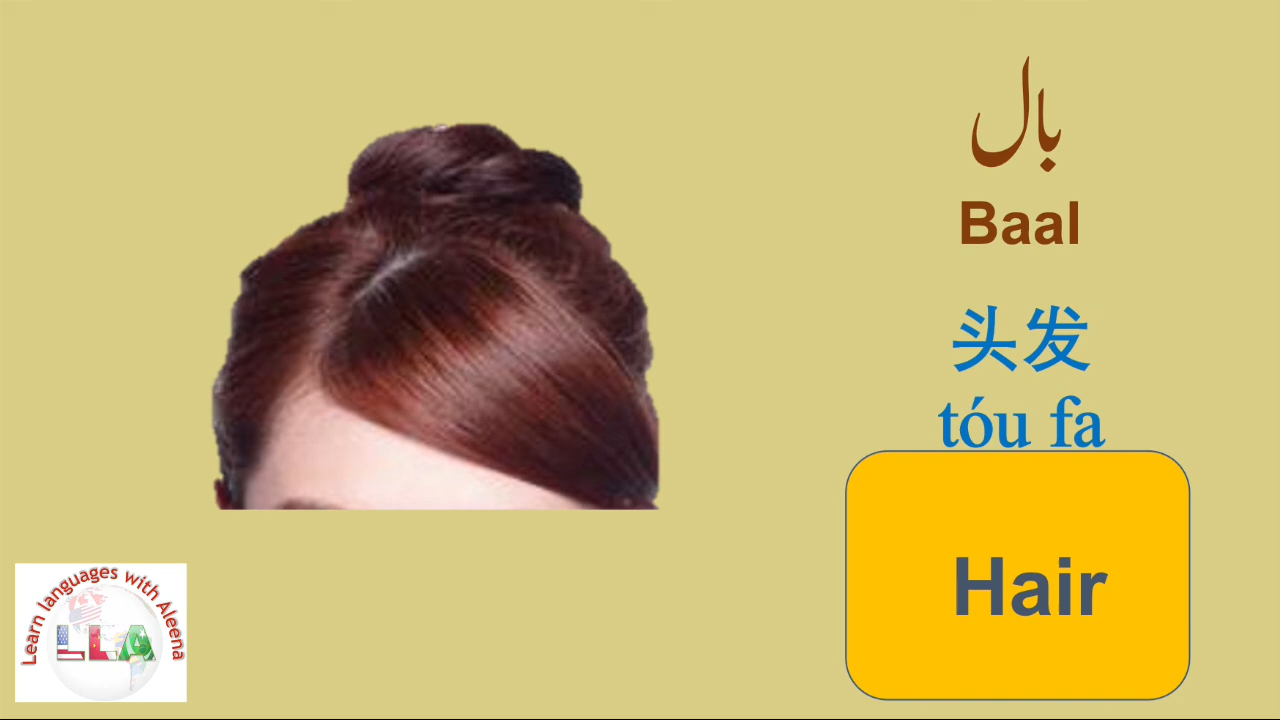 بال
Baal
头发
tóu fa
Hair
Learn languages with Aleena
LLA